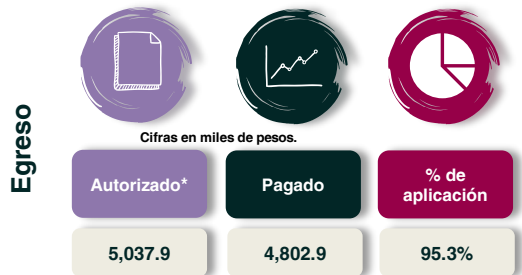 Egreso
Cifras en miles de pesos.
Autorizado*
Pagado
% de
aplicación
5,037.9
4,802.9
95.3%